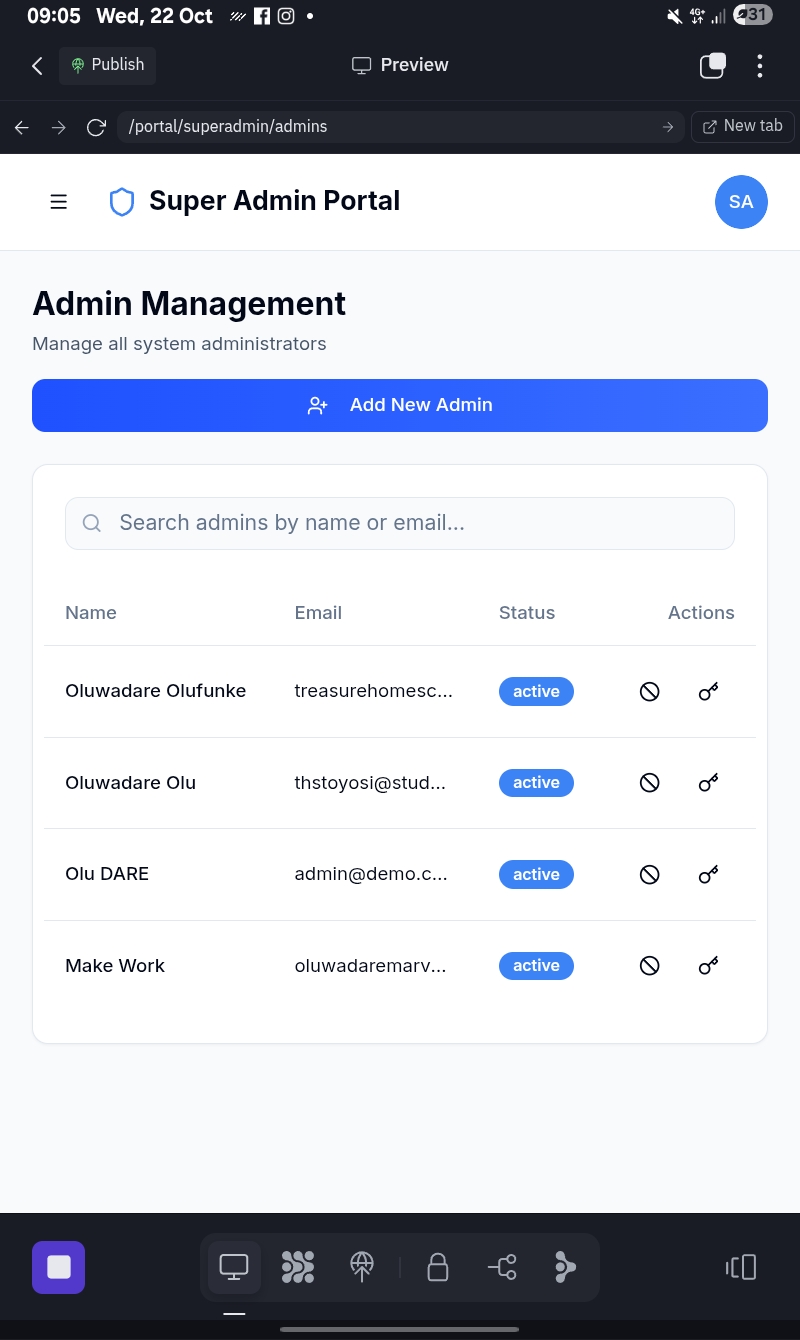 09:05 Wed, 22 Oct 4G+ 31
Publish Preview
/portal/superadmin/admins New tab
Super Admin Portal SA
Admin Management
Manage all system administrators
Add New Admin
Search admins by name or email...
Name Email Status Actions
Oluwadare Olufunke treasurehomesc... active
Oluwadare Olu thstoyosi@stud... active
Olu DARE admin@demo.c... active
Make Work oluwadaremarv... active